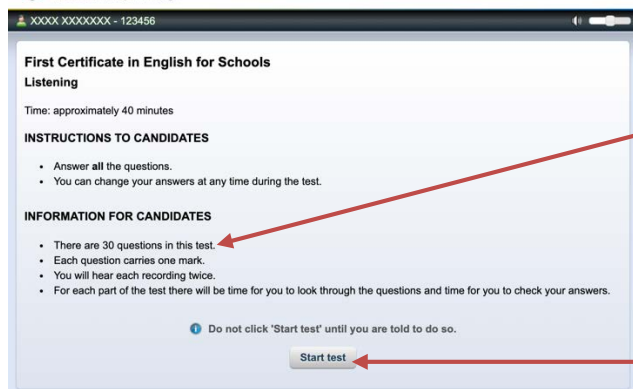 XXXX XXXXXXX - 123456
First Certificate in English for Schools
Listening
Time: approximately 40 minutes
INSTRUCTIONS TO CANDIDATES
• Answer all the questions.
• You can change your answers at any time during the test.
INFORMATION FOR CANDIDATES
• There are 30 questions in this test.
• Each question carries one mark.
• You will hear each recording twice.
• For each part of the test there will be time for you to look through the questions and time for you to check your answers.
Do not click 'Start test' until you are told to do so.
Start test